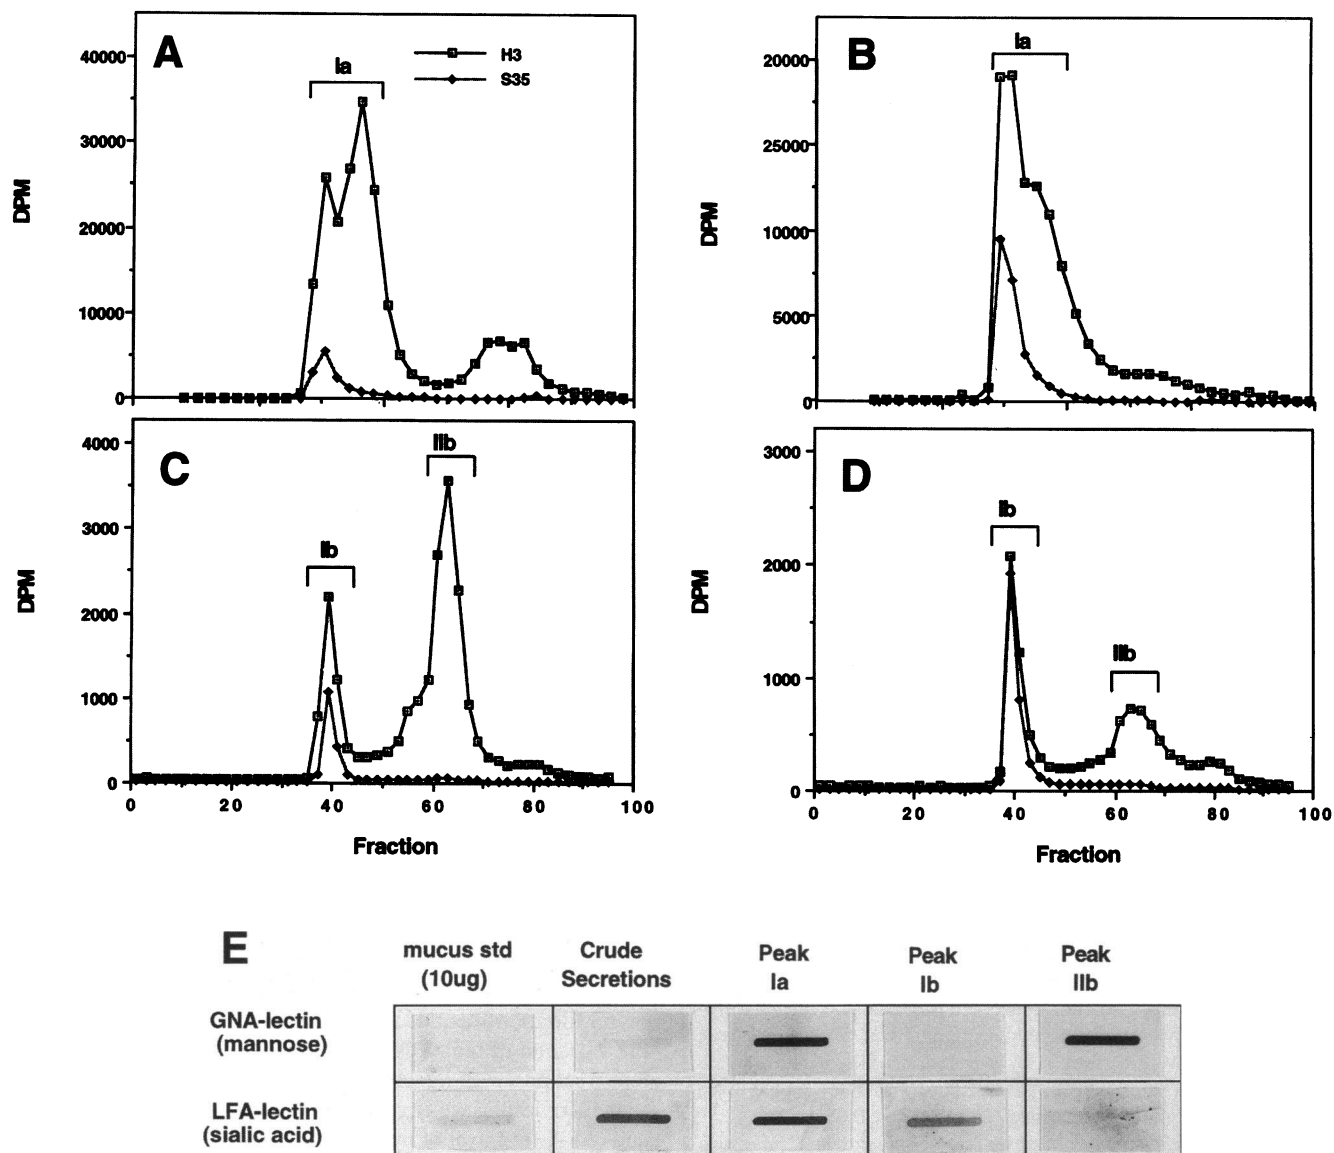 A
Ia
H3
S35
40000
30000
20000
10000
0
DPM
B
Ia
20000
25000
10000
5000
0
DPM
C
Ib
IIb
4000
3000
2000
1000
0
DPM
0 20 40 60 80 100
Fraction
D
Ib
IIb
3000
2000
1000
0
DPM
0 20 40 60 80 100
Fraction
E
mucus std
(10ug)
Crude
Secretions
Peak
Ia
Peak
Ib
Peak
IIb
GNA-lectin
(mannose)
LFA-lectin
(sialic acid)